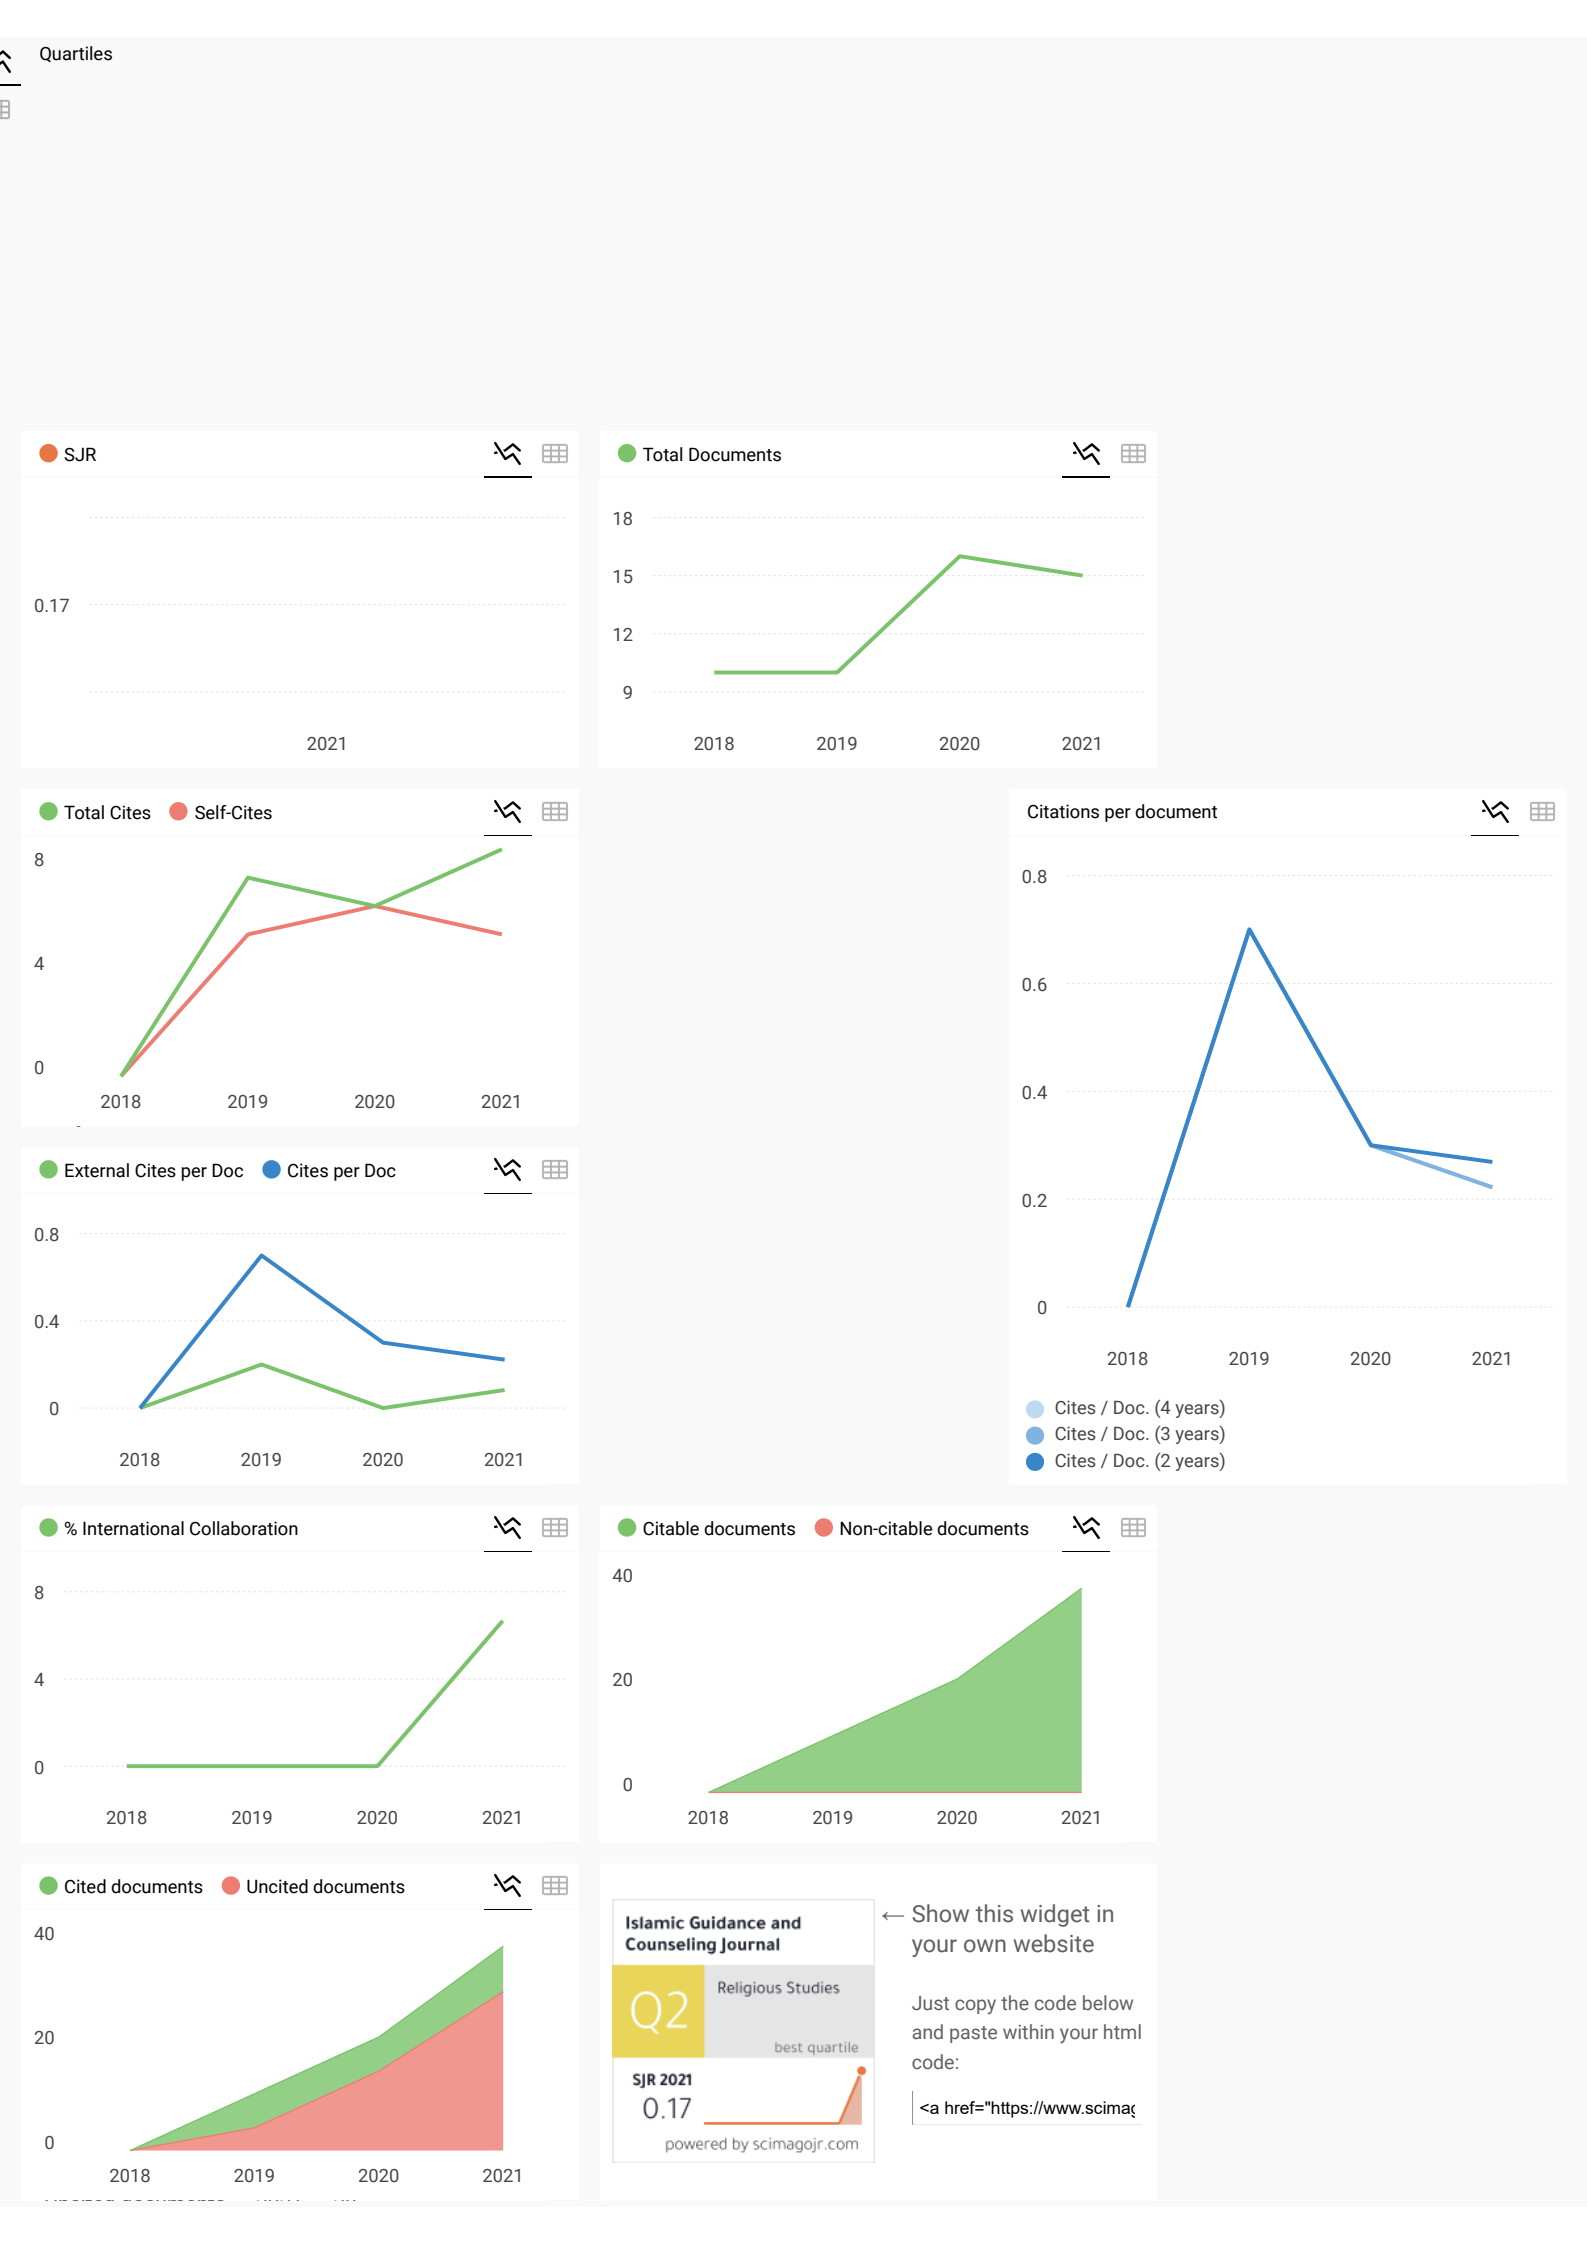 Quartiles
SJR
0.17
2021
Total Documents
18
15
12
9
2018 2019 2020 2021
Total Cites Self-Cites
8
4
0
2018 2019 2020 2021
Citations per document
0.8
0.6
0.4
0.2
0
2018 2019 2020 2021
Cites / Doc. (4 years)
Cites / Doc. (3 years)
Cites / Doc. (2 years)
External Cites per Doc Cites per Doc
0.8
0.4
0
2018 2019 2020 2021
% International Collaboration
8
4
0
2018 2019 2020 2021
Citable documents Non-citable documents
40
20
0
2018 2019 2020 2021
Cited documents Uncited documents
40
20
0
2018 2019 2020 2021
Islamic Guidance and
Counseling Journal
Q2
Religious Studies
best quartile
SJR 2021
0.17
powered by scimagojr.com
← Show this widget in
your own website
Just copy the code below
and paste within your html
code:
<a href="https://www.scimag